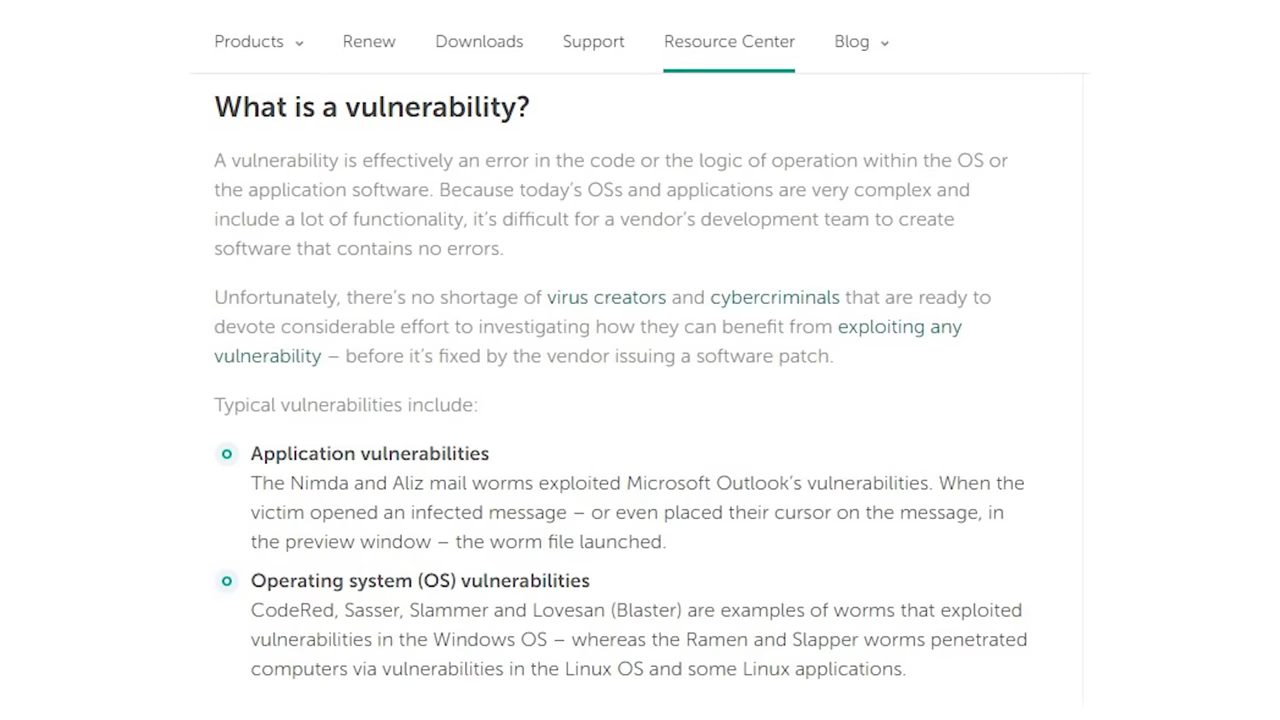 Products Renew Downloads Support Resource Center Blog
What is a vulnerability?
A vulnerability is effectively an error in the code or the logic of operation within the OS or
the application software. Because today's OSs and applications are very complex and
include a lot of functionality, it's difficult for a vendor's development team to create
software that contains no errors.
Unfortunately, there's no shortage of virus creators and cybercriminals that are ready to
devote considerable effort to investigating how they can benefit from exploiting any
vulnerability – before it's fixed by the vendor issuing a software patch.
Typical vulnerabilities include:
Application vulnerabilities
The Nimda and Aliz mail worms exploited Microsoft Outlook's vulnerabilities. When the
victim opened an infected message – or even placed their cursor on the message, in
the preview window – the worm file launched.
Operating system (OS) vulnerabilities
CodeRed, Sasser, Slammer and Lovesan (Blaster) are examples of worms that exploited
vulnerabilities in the Windows OS – whereas the Ramen and Slapper worms penetrated
computers via vulnerabilities in the Linux OS and some Linux applications.